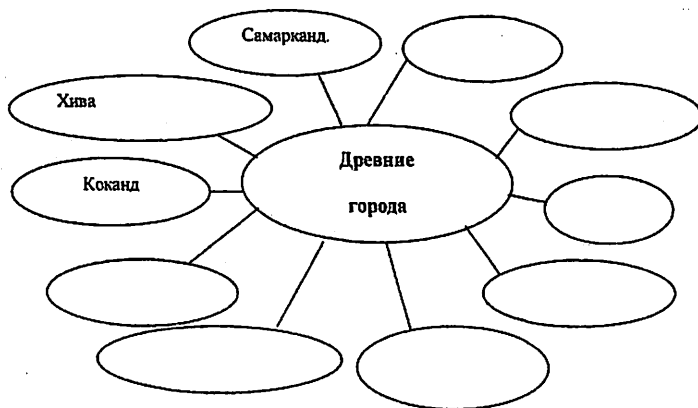 Самарканд.
Хива
Коканд
Древние
города